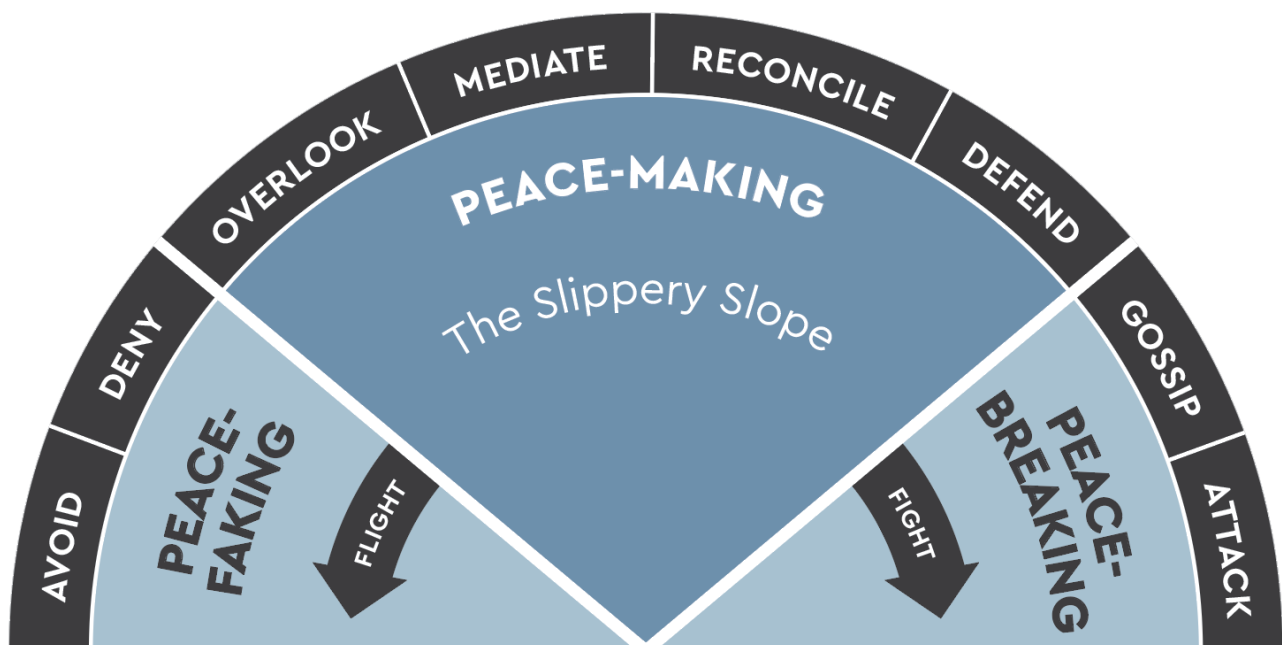 AVOID
DENY
OVERLOOK
MEDIATE
RECONCILE
DEFEND
GOSSIP
ATTACK
PEACE-MAKING
The Slippery Slope
PEACE-
FAKING
FLIGHT
FIGHT
PEACE-
BREAKING